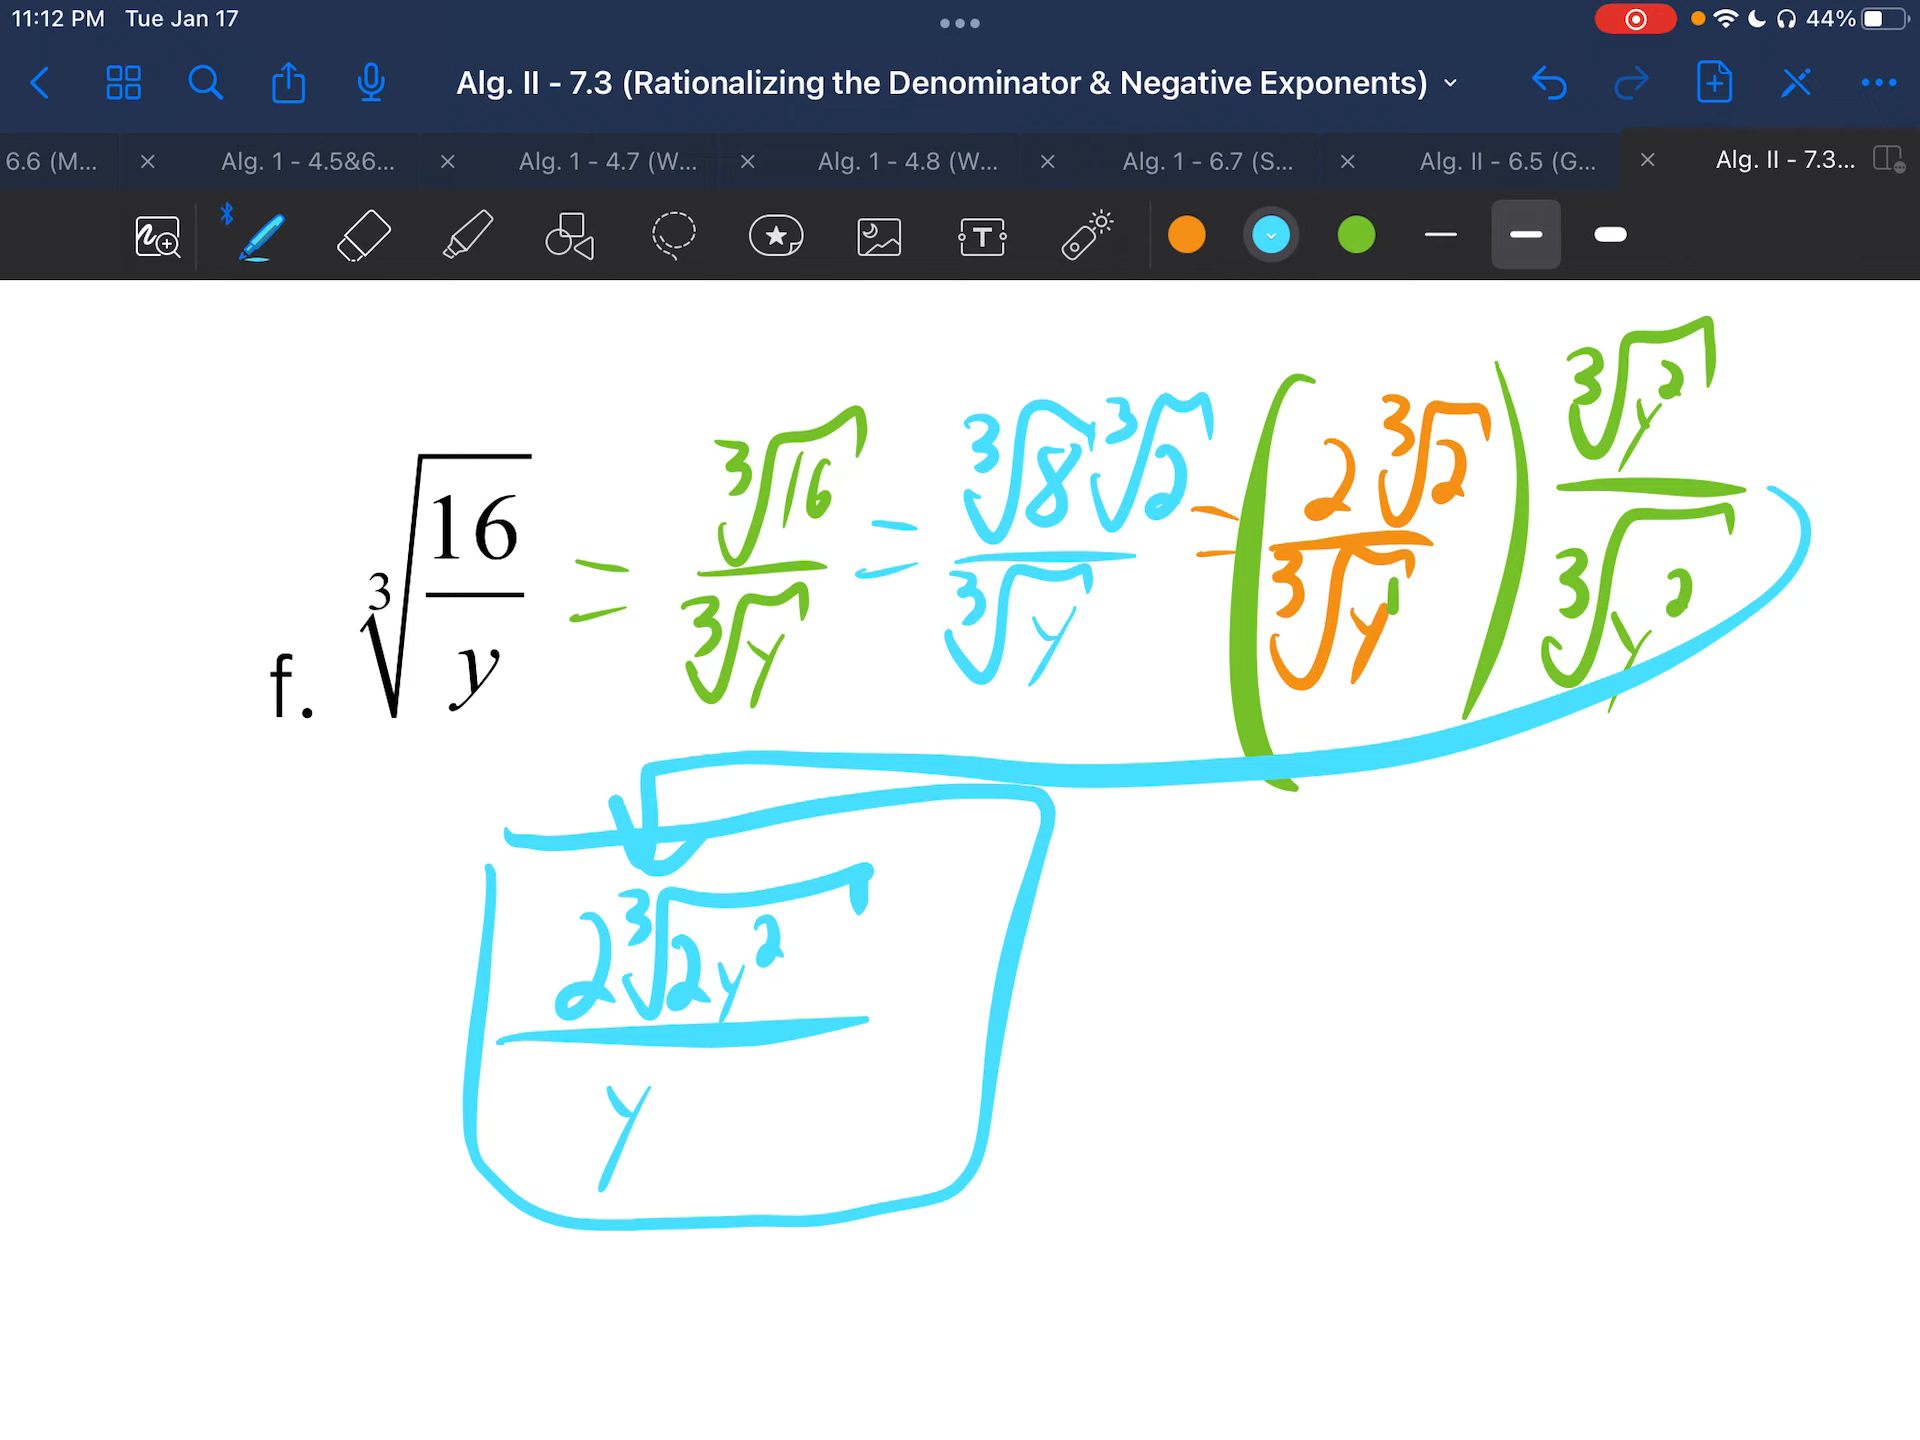 11:12 PM Tue Jan 17 44%
Alg. II - 7.3 (Rationalizing the Denominator & Negative Exponents)
6.6 (M... Alg. 1 - 4.5&6... Alg. 1 - 4.7 (W... Alg. 1 - 4.8 (W... Alg. 1 - 6.7 (S... Alg. II - 6.5 (G... Alg. II - 7.3...
f. ∛(16/y) = ∛16/∛y = ∛8 ∛2/∛y = (2∛2/∛y¹) ∛y²/∛y²
2∛2y²/y